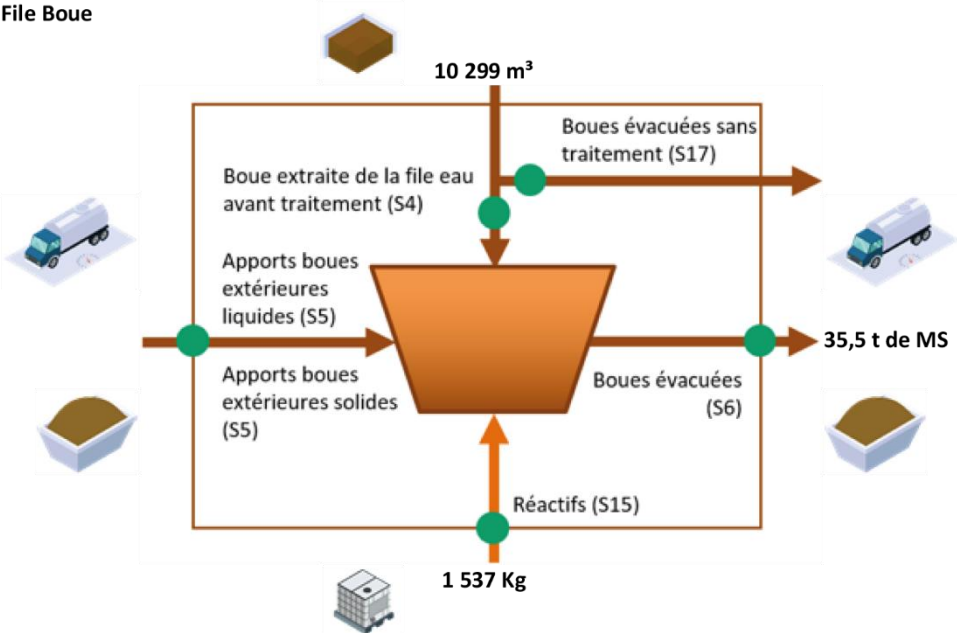 File Boue
10 299 m³
Boues évacuées sans
traitement (S17)
Boue extraite de la file eau
avant traitement (S4)
Apports boues
extérieures
liquides (S5)
35,5 t de MS
Apports boues
extérieures solides
(S5)
Boues évacuées
(S6)
Réactifs (S15)
1 537 Kg